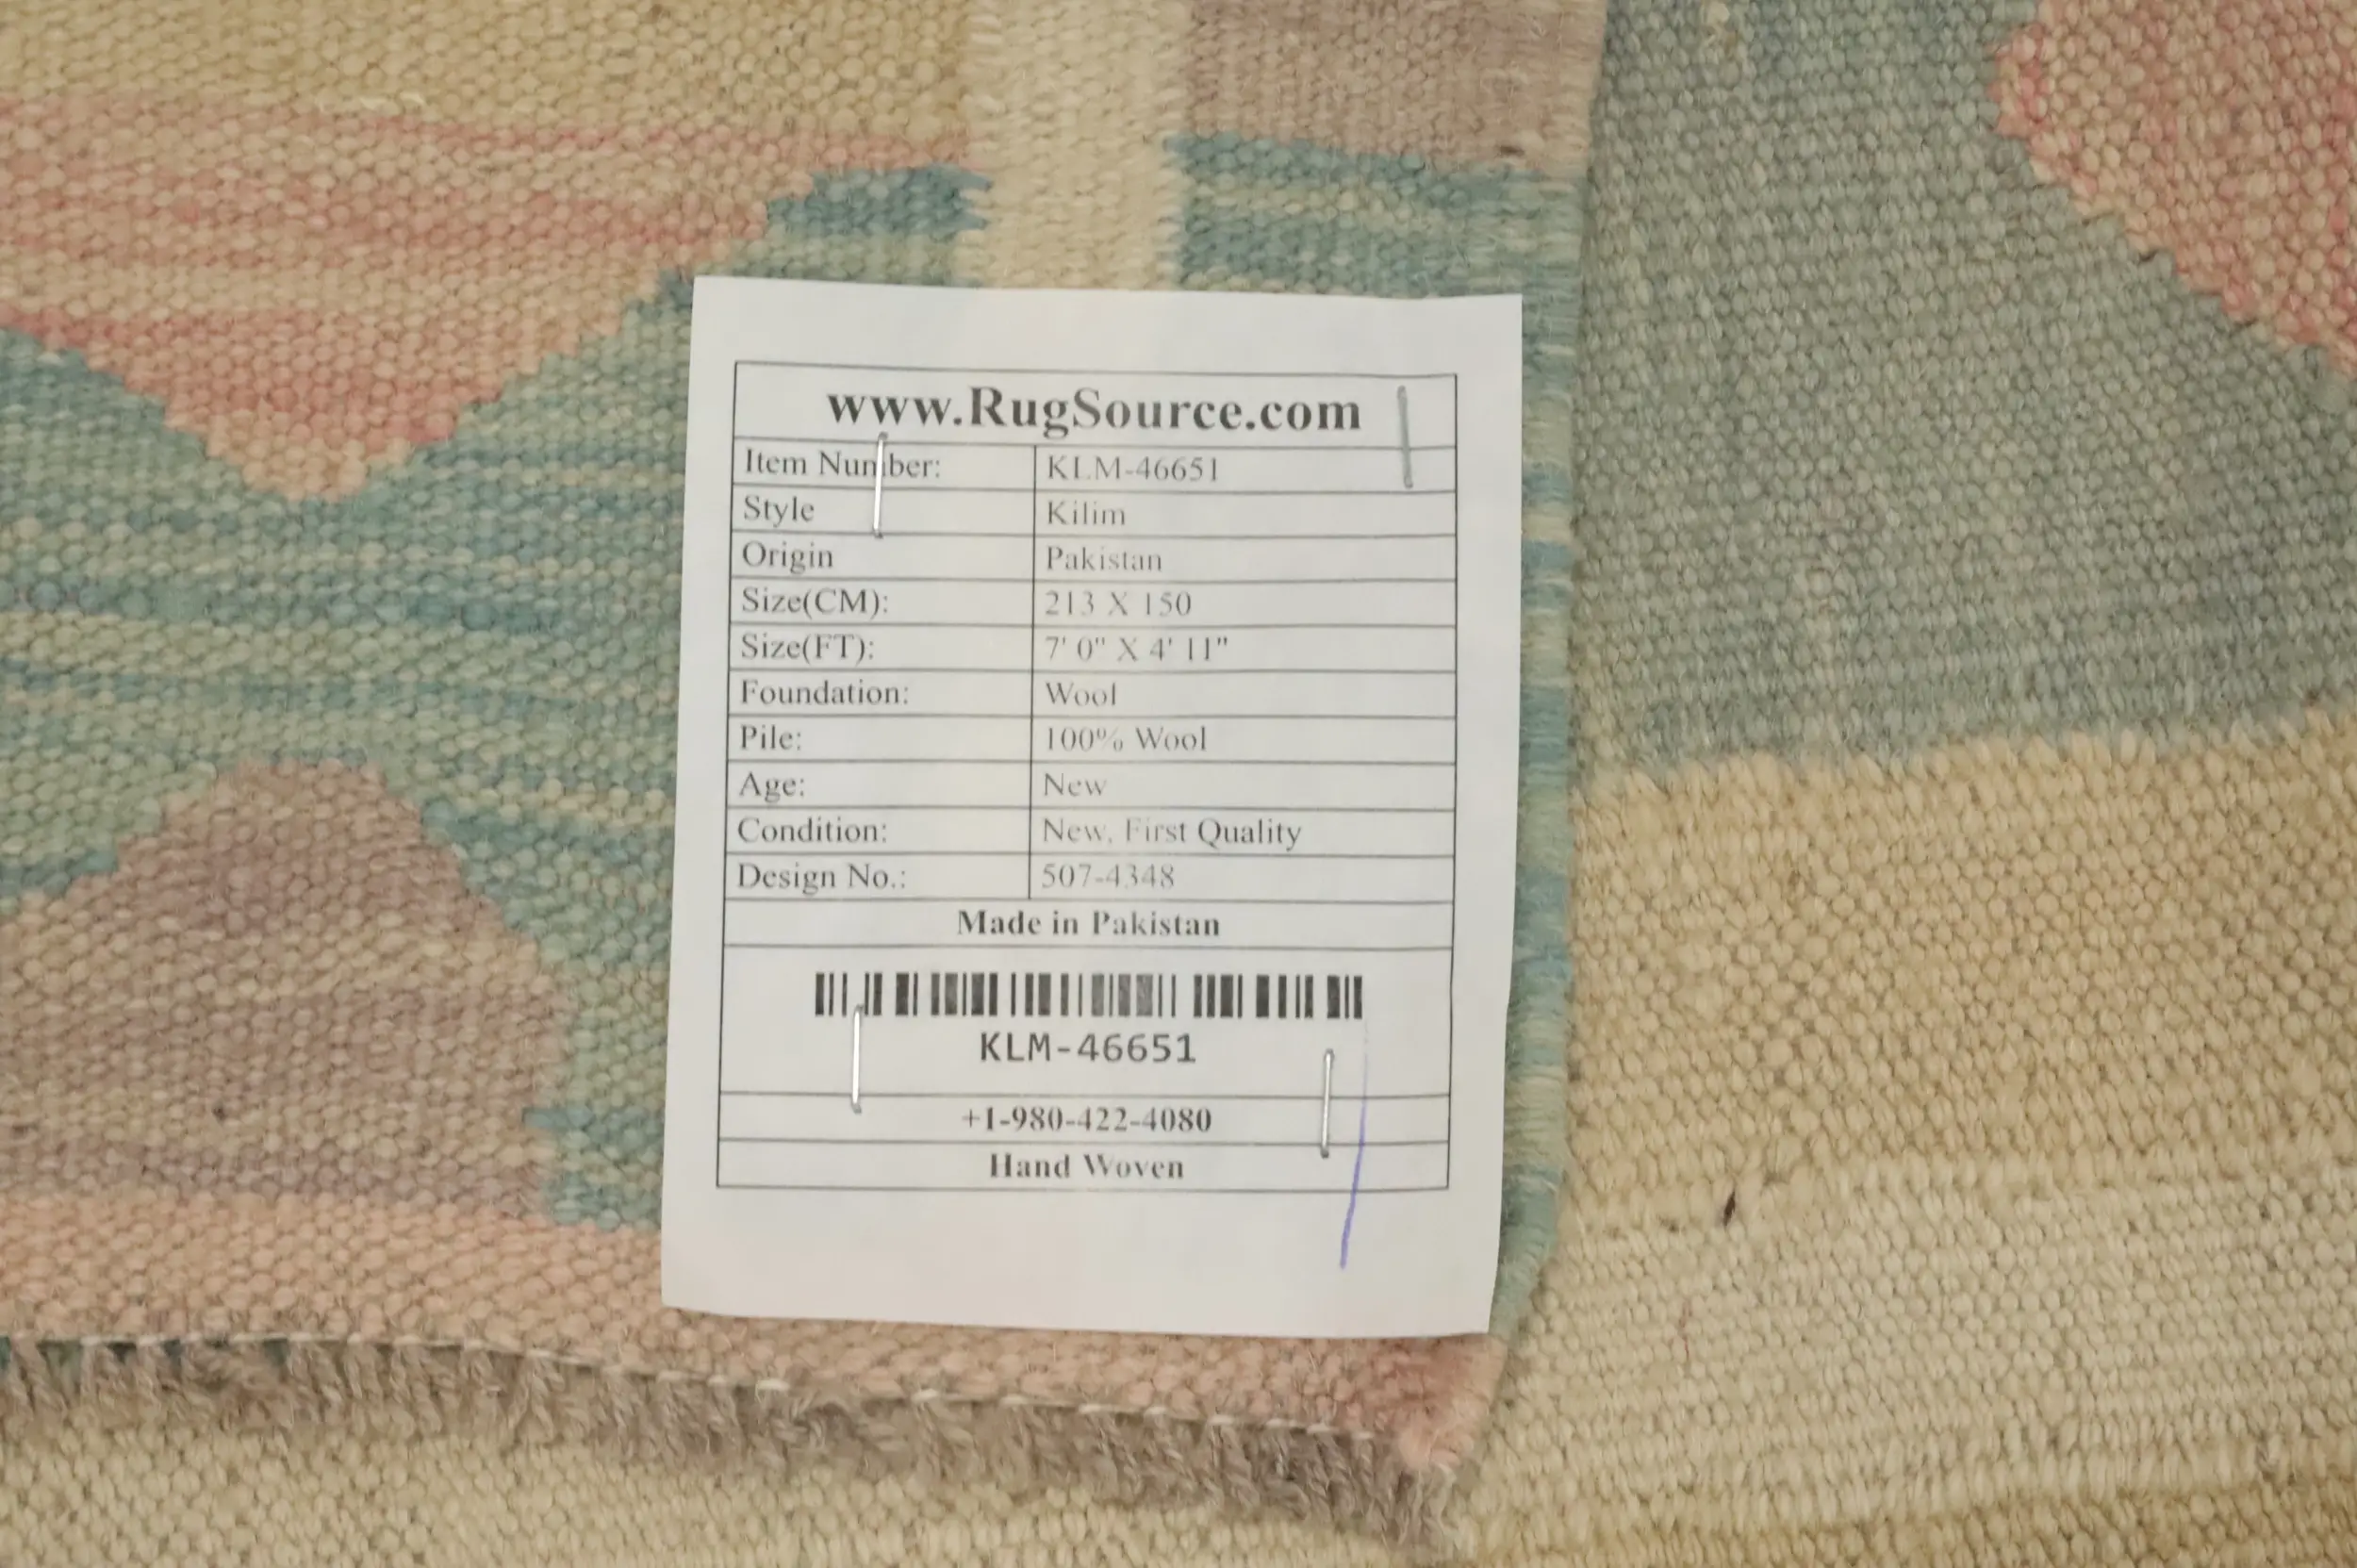 www.RugSource.com
Item Number: KLM-46651
Style Kilim
Origin Pakistan
Size(CM): 213 X 150
Size(FT): 7' 0" X 4' 11"
Foundation: Wool
Pile: 100% Wool
Age: New
Condition: New, First Quality
Design No.: 507-4348
Made in Pakistan
KLM-46651
+1-980-422-4080
Hand Woven